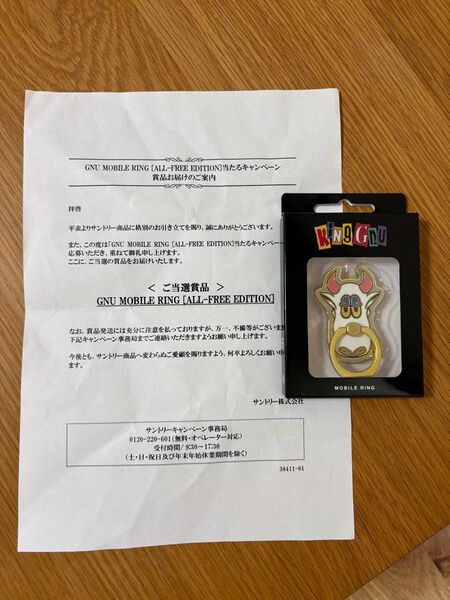 GNU MOBILE RING [ALL-FREE EDITION]当たるキャンペーン
賞品お届けのご案内
拝啓
平素よりサントリー商品に格別のお引き立てを賜り、誠にありがとうございます。
また、この度は「GNU MOBILE RING [ALL-FREE EDITION]当たるキャンペー
応募いただき、重ねて御礼申し上げます。
ここに、ご当選の賞品をお届けいたします。
＜ ご当選賞品 ＞
GNU MOBILE RING [ALL-FREE EDITION]
なお、賞品発送には充分に注意を払っておりますが、万一、不備等がございま
下記キャンペーン事務局までご連絡いただきますようお願い申し上げます。
今後とも、サントリー商品へ変わらぬご愛顧を賜りますよう、何卒よろしくお願い
サントリー株式会社
サントリーキャンペーン事務局
0120-220-601(無料・オペレーター対応)
受付時間／9:30～17:30
(土・日・祝日及び年末年始休業期間を除く)
38411-01
King Gnu
MOBILE RING